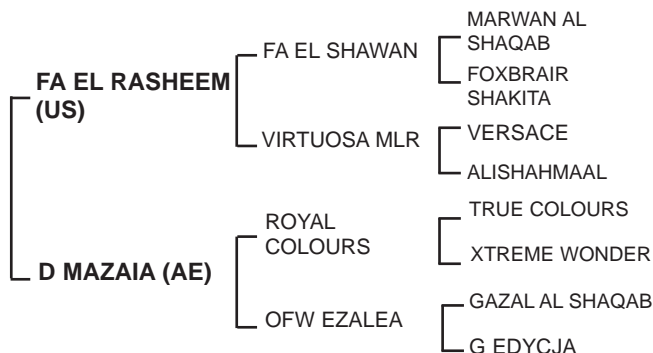 MARWAN AL
SHAQAB
FA EL SHAWAN
FOXBRAIR
SHAKITA
FA EL RASHEEM
(US)
VERSACE
VIRTUOSA MLR
ALISHAHMAAL
TRUE COLOURS
ROYAL
COLOURS
XTREME WONDER
D MAZAIA (AE)
GAZAL AL SHAQAB
OFW EZALEA
G EDYCJA